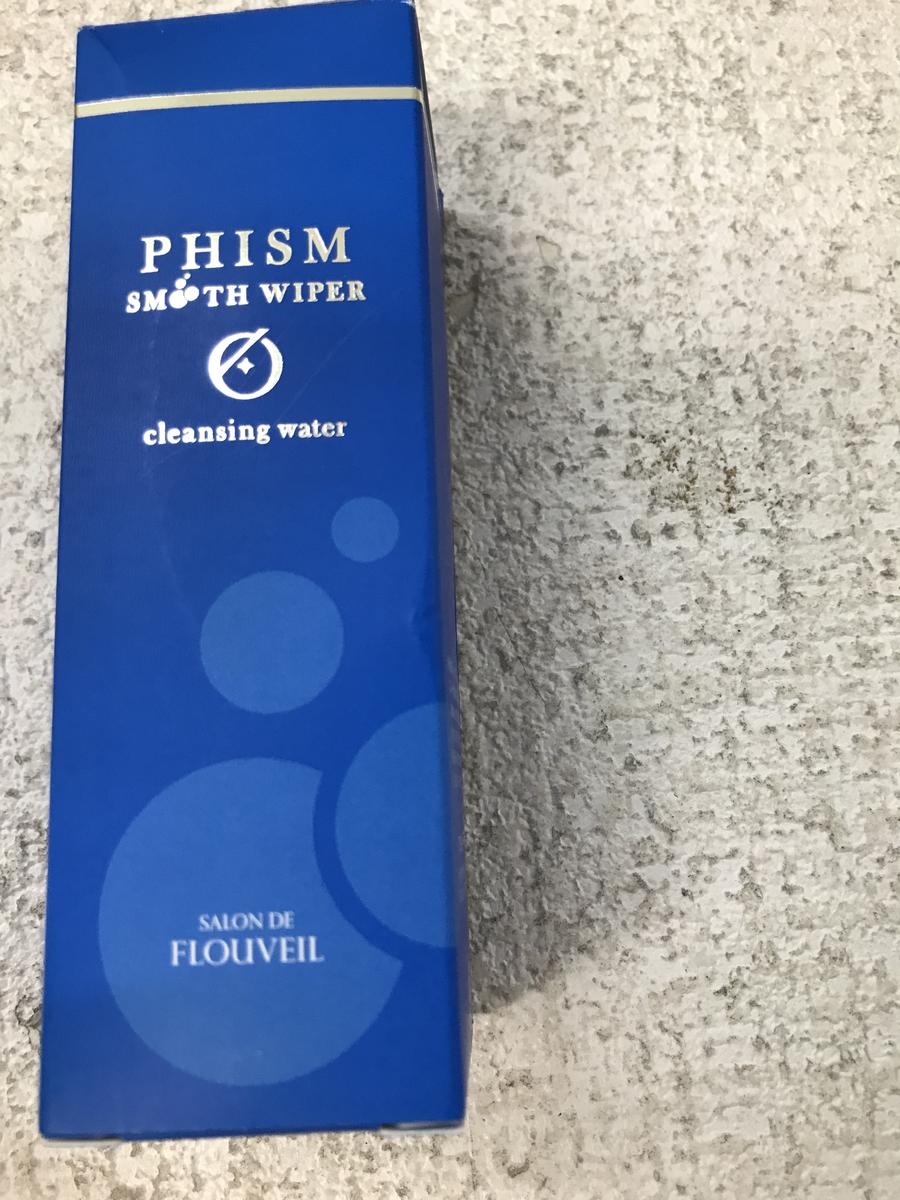 PHISM
SMOOTH WIPER
cleansing water
SALON DE
FLOUVEIL